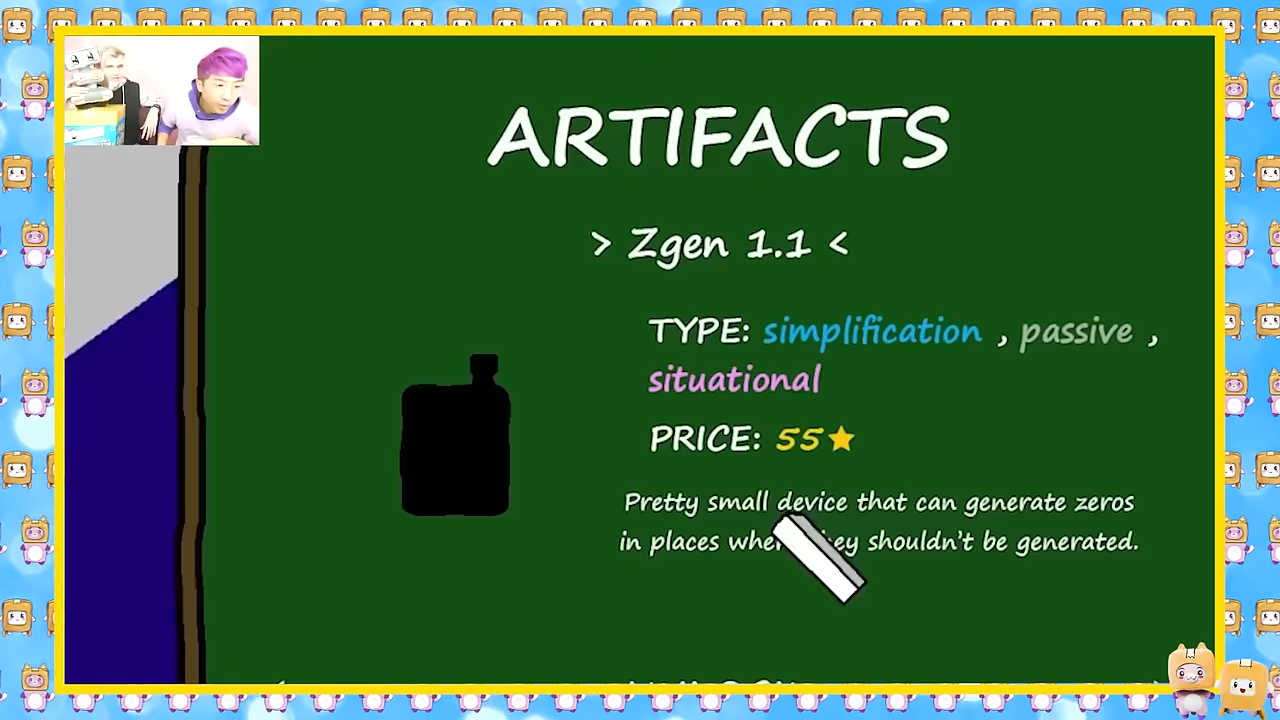 ARTIFACTS
> Zgen 1.1 <
TYPE: simplification , passive ,
situational
PRICE: 55★
Pretty small device that can generate zeros
in places shouldn't be generated.